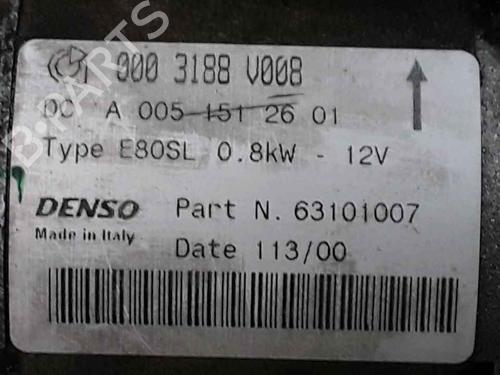 000 3188 V008
DC A 005 151 26 01
Type E80SL 0.8kW - 12V
DENSO Part N. 63101007
Made in Italy Date 113/00
B-PARTS